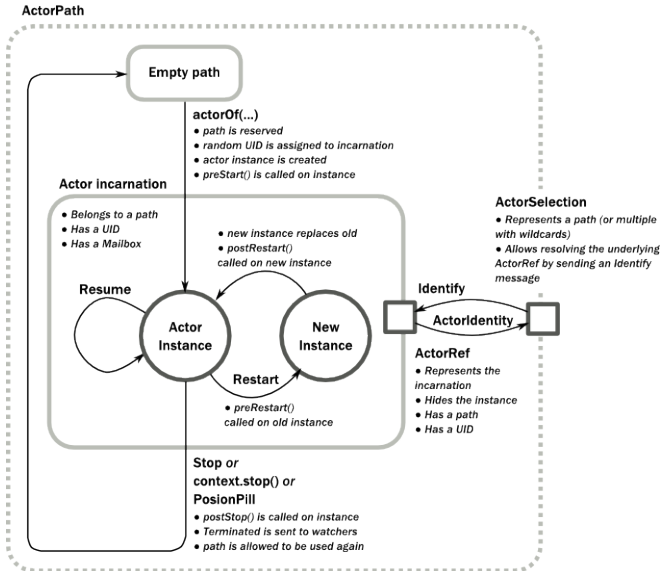 ActorPath
Empty path
actorOf(...)
● path is reserved
● random UID is assigned to incarnation
● actor instance is created
● preStart() is called on instance
Actor incarnation
● Belongs to a path
● Has a UID
● Has a Mailbox
● new instance replaces old
● postRestart()
called on new instance
Resume
Actor
Instance
New
Instance
Restart
● preRestart()
called on old instance
ActorSelection
● Represents a path (or multiple
with wildcards)
● Allows resolving the underlying
ActorRef by sending an Identify
message
Identify
ActorIdentity
ActorRef
● Represents the
incarnation
● Hides the instance
● Has a path
● Has a UID
Stop or
context.stop() or
PosionPill
● postStop() is called on instance
● Terminated is sent to watchers
● path is allowed to be used again